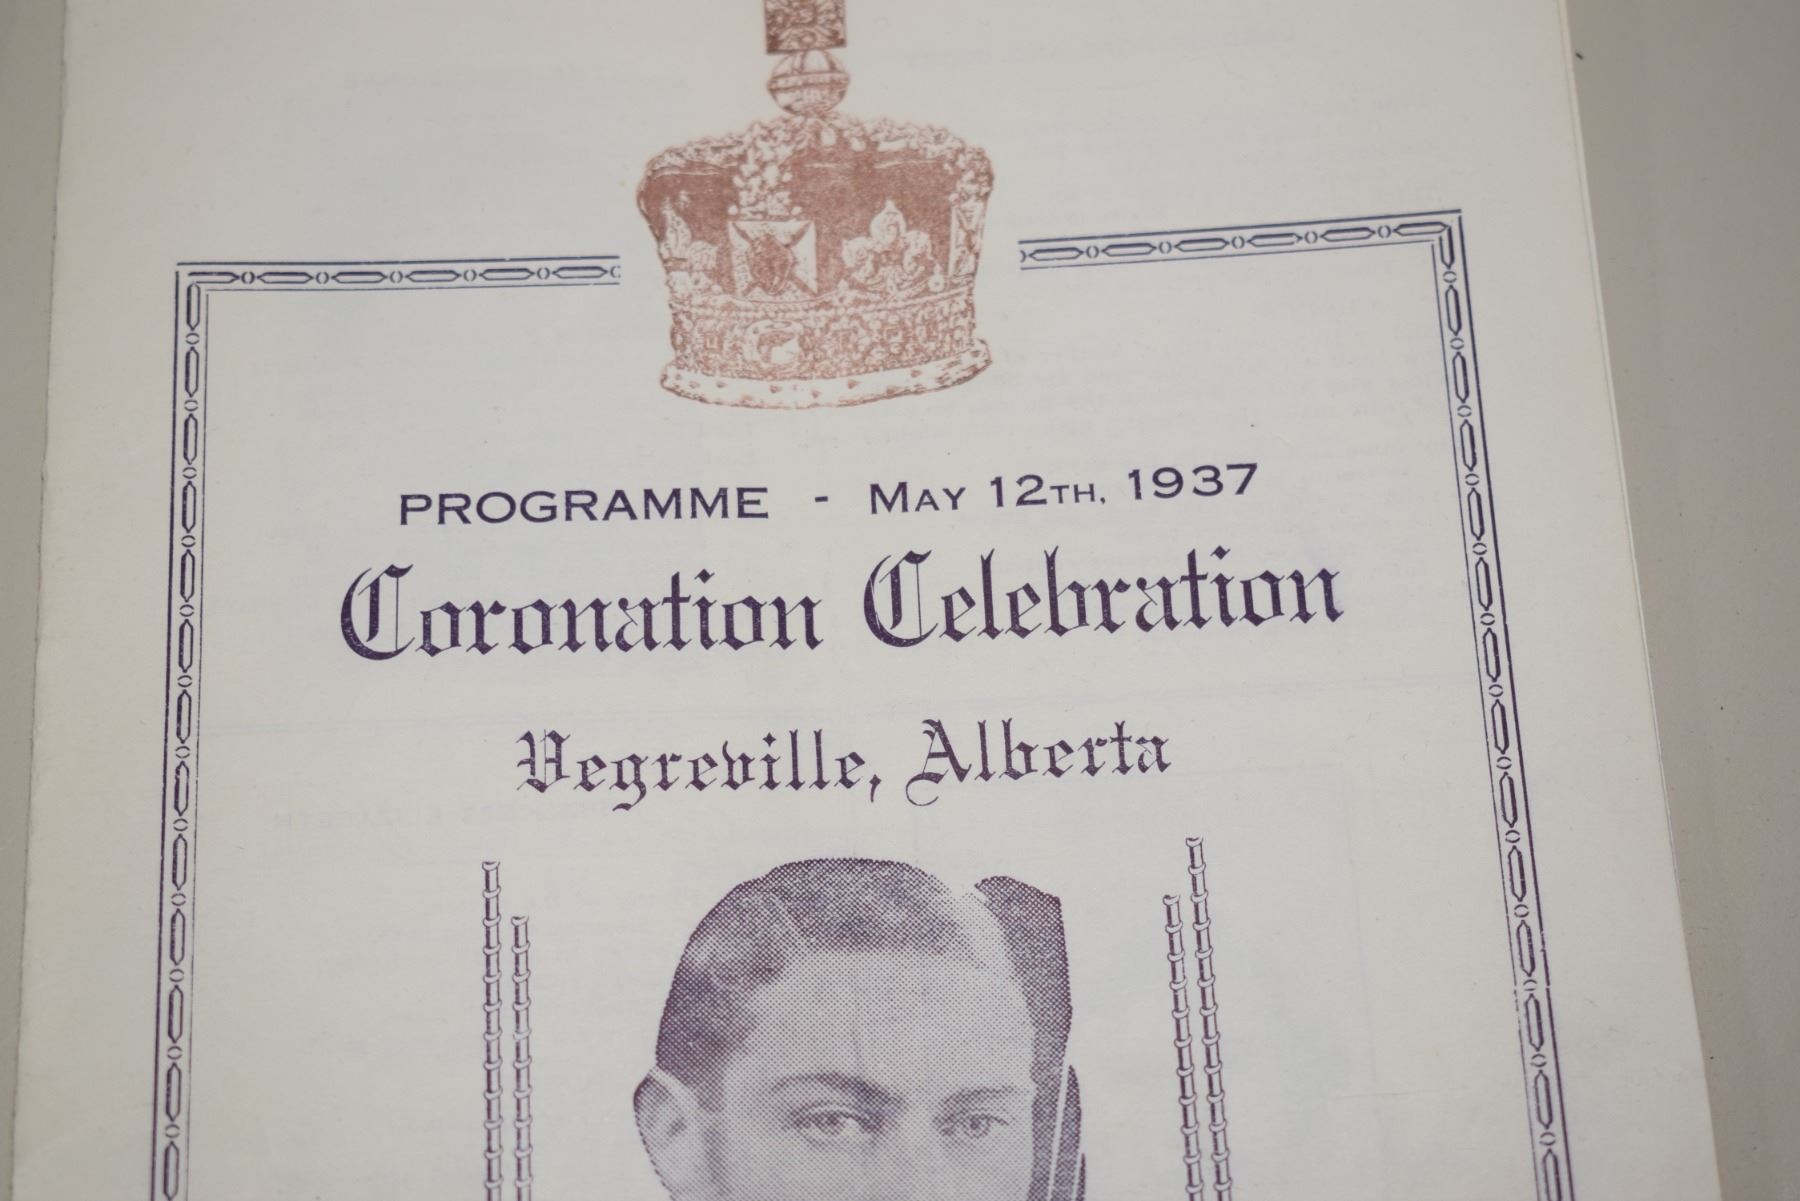 PROGRAMME - MAY 12TH, 1937
Coronation Celebration
Vegreville, Alberta